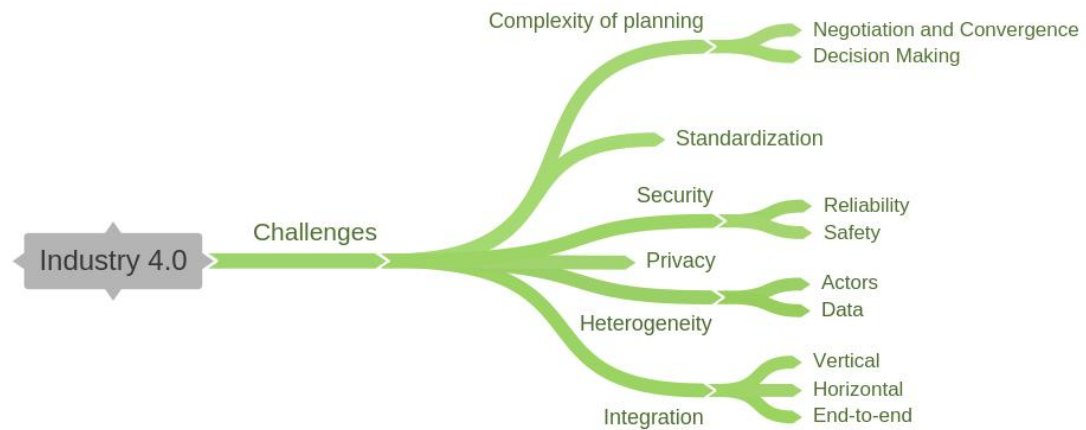 Industry 4.0
Challenges
Complexity of planning
Negotiation and Convergence
Decision Making
Standardization
Security
Reliability
Safety
Privacy
Heterogeneity
Actors
Data
Integration
Vertical
Horizontal
End-to-end